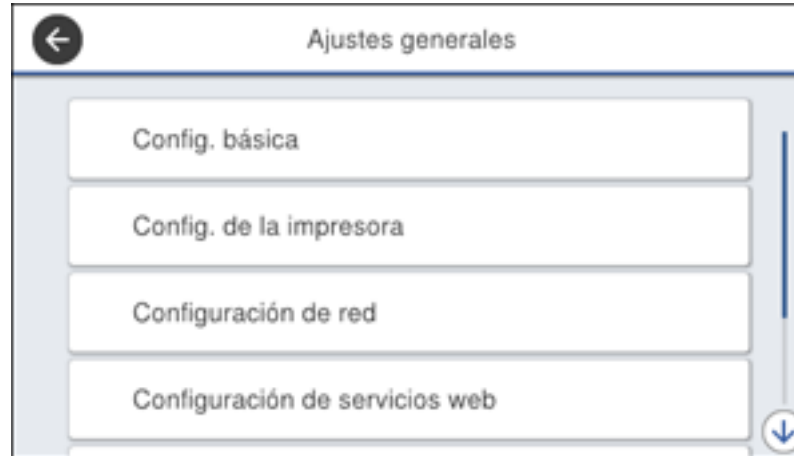 Ajustes generales
Config. básica
Config. de la impresora
Configuración de red
Configuración de servicios web